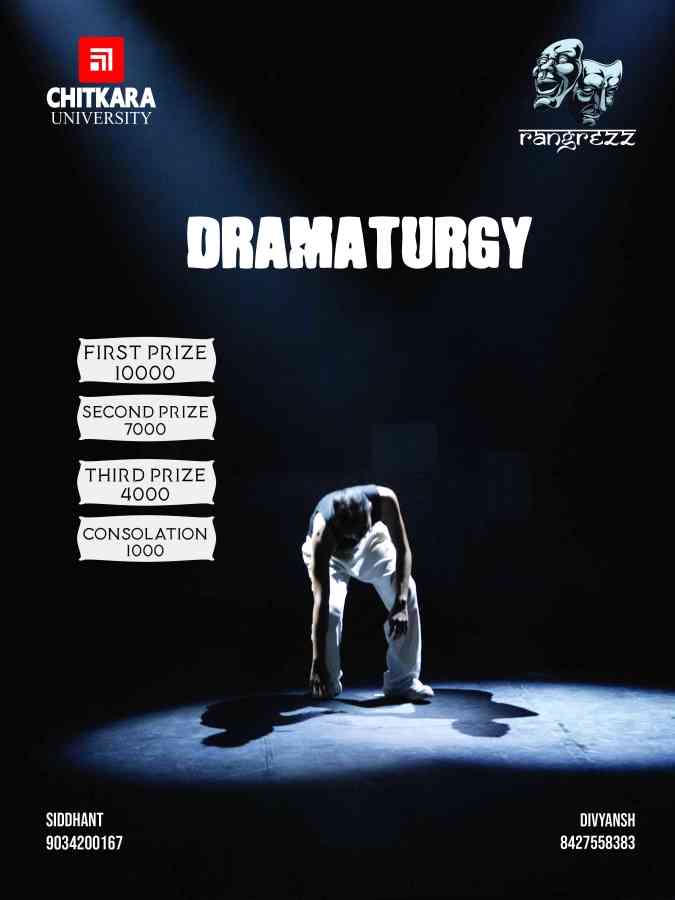 CHITKARA
UNIVERSITY
rangrezz
DRAMATURGY
FIRST PRIZE
10000
SECOND PRIZE
7000
THIRD PRIZE
4000
CONSOLATION
1000
SIDDHANT
9034200167
DIVYANSH
8427558383